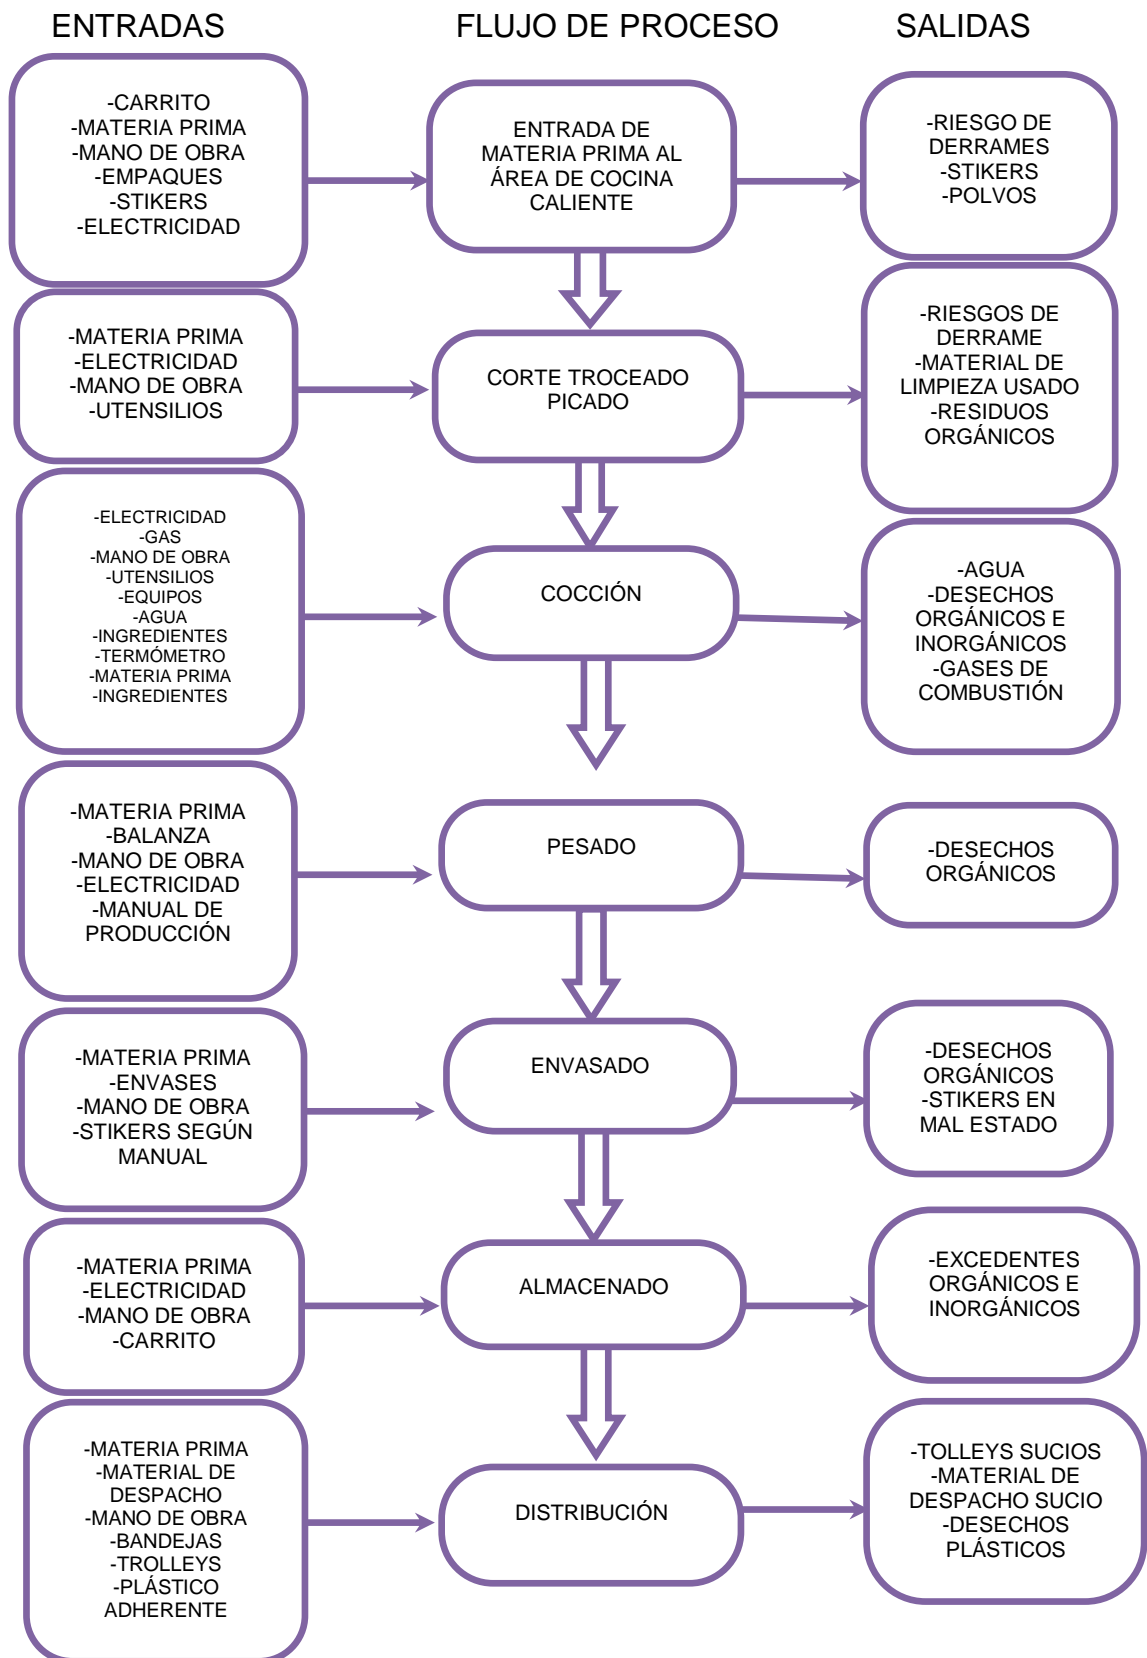 ENTRADAS
FLUJO DE PROCESO
SALIDAS
-CARRITO
-MATERIA PRIMA
-MANO DE OBRA
-EMPAQUES
-STIKERS
-ELECTRICIDAD
ENTRADA DE
MATERIA PRIMA AL
ÁREA DE COCINA
CALIENTE
-RIESGO DE
DERRAMES
-STIKERS
-POLVOS
-MATERIA PRIMA
-ELECTRICIDAD
-MANO DE OBRA
-UTENSILIOS
CORTE TROCEADO
PICADO
-RIESGOS DE
DERRAME
-MATERIAL DE
LIMPIEZA USADO
-RESIDUOS
ORGÁNICOS
-ELECTRICIDAD
-GAS
-MANO DE OBRA
-UTENSILIOS
-EQUIPOS
-AGUA
-INGREDIENTES
-TERMÓMETRO
-MATERIA PRIMA
-INGREDIENTES
COCCIÓN
-AGUA
-DESECHOS
ORGÁNICOS E
INORGÁNICOS
-GASES DE
COMBUSTIÓN
-MATERIA PRIMA
-BALANZA
-MANO DE OBRA
-ELECTRICIDAD
-MANUAL DE
PRODUCCIÓN
PESADO
-DESECHOS
ORGÁNICOS
-MATERIA PRIMA
-ENVASES
-MANO DE OBRA
-STIKERS SEGÚN
MANUAL
ENVASADO
-DESECHOS
ORGÁNICOS
-STIKERS EN
MAL ESTADO
-MATERIA PRIMA
-ELECTRICIDAD
-MANO DE OBRA
-CARRITO
ALMACENADO
-EXCEDENTES
ORGÁNICOS E
INORGÁNICOS
-MATERIA PRIMA
-MATERIAL DE
DESPACHO
-MANO DE OBRA
-BANDEJAS
-TROLLEYS
-PLÁSTICO
ADHERENTE
DISTRIBUCIÓN
-TOLLEYS SUCIOS
-MATERIAL DE
DESPACHO SUCIO
-DESECHOS
PLÁSTICOS